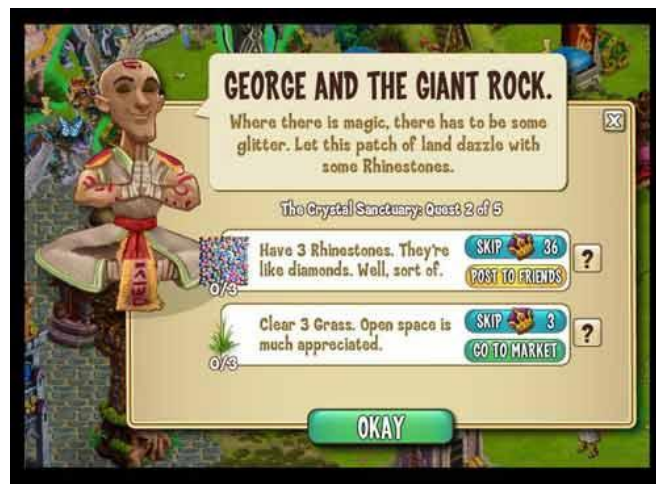 GEORGE AND THE GIANT ROCK.
Where there is magic, there has to be some
glitter. Let this patch of land dazzle with
some Rhinestones.
The Crystal Sanctuary: Quest 2 of 5
Have 3 Rhinestones. They're
like diamonds. Well, sort of.
0/3
SKIP 36
POST TO FRIENDS
?
Clear 3 Grass. Open space is
much appreciated.
0/3
SKIP 3
GO TO MARKET
?
OKAY
X